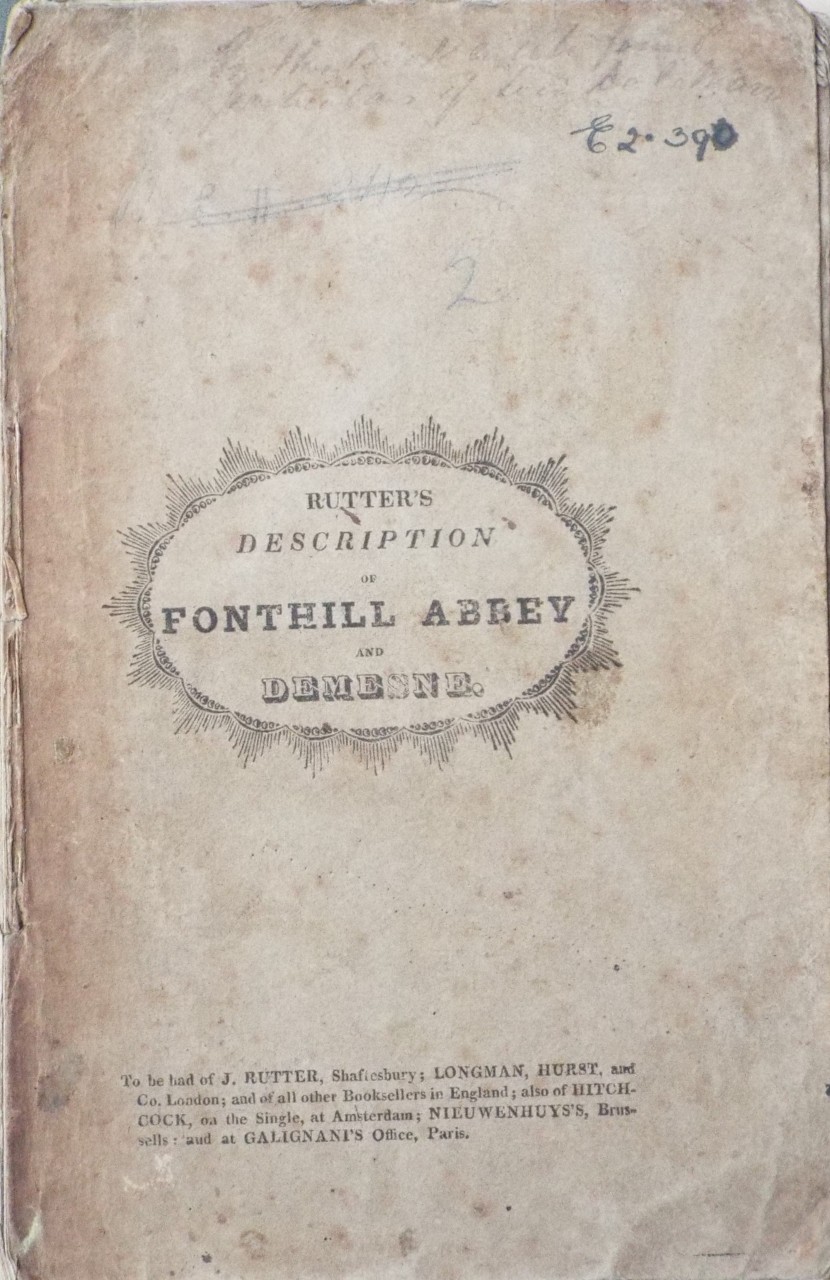 E 2. 390
2
RUTTER'S
DESCRIPTION
OF
FONTHILL ABBEY
AND
DEMESNE.
To be had of J. RUTTER, Shaftesbury; LONGMAN, HURST, and
Co. London; and of all other Booksellers in England; also of HITCH-
COCK, on the Single, at Amsterdam; NIEUWENHUYS'S, Brus-
sells: and at GALIGNANI'S Office, Paris.